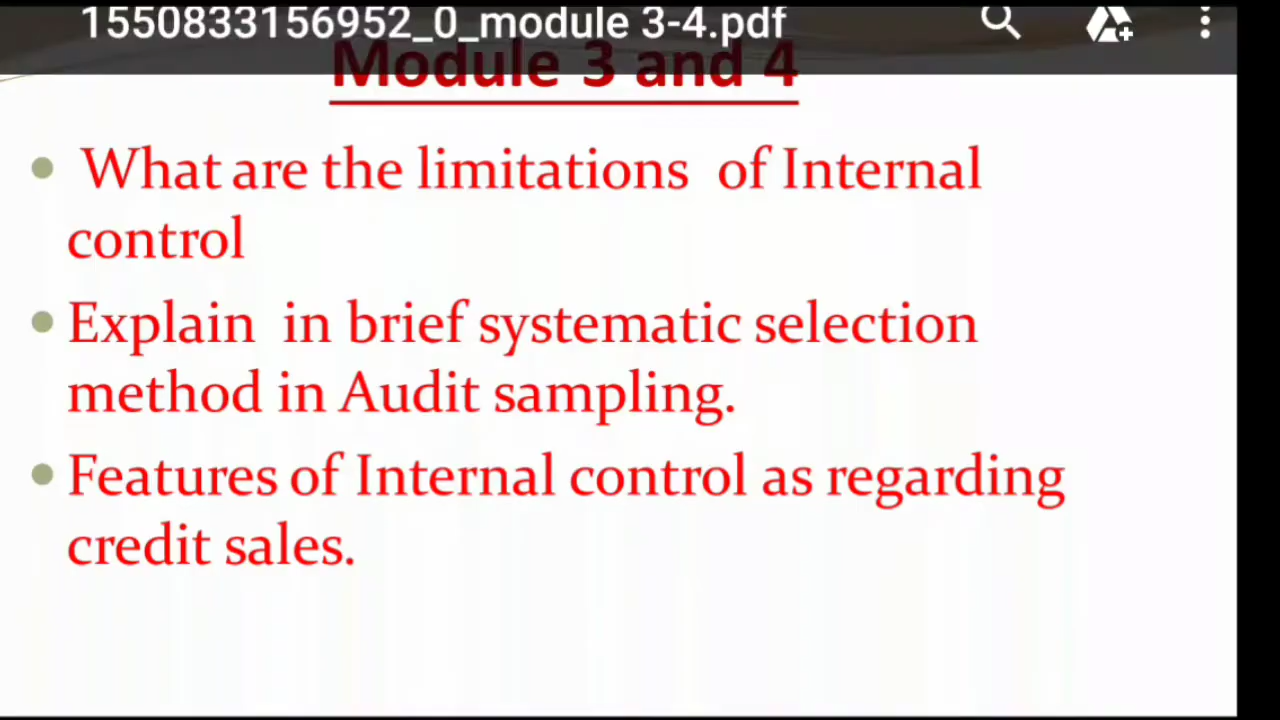 1550833156952_0_module 3-4.pdf
Module 3 and 4
What are the limitations of Internal
control
Explain in brief systematic selection
method in Audit sampling.
Features of Internal control as regarding
credit sales.